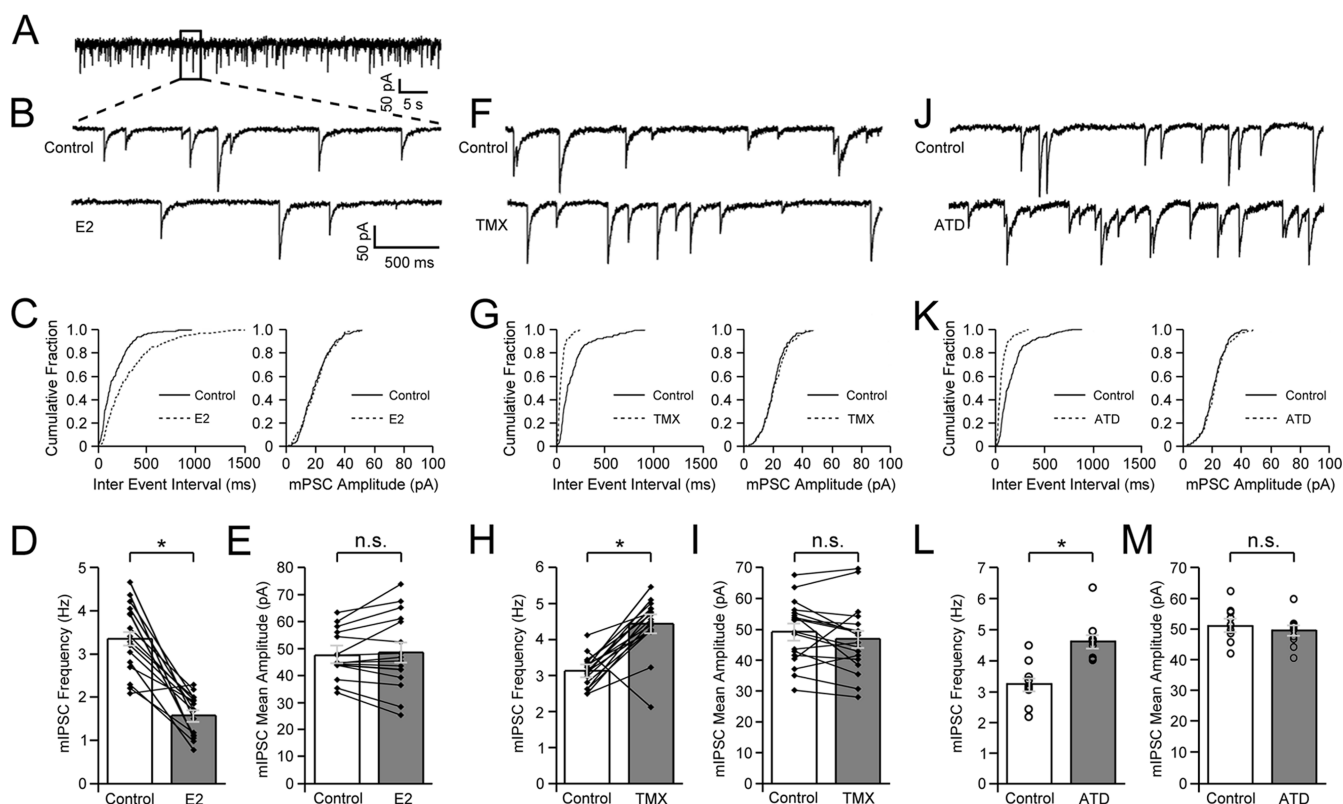 A
50 pA
5 s
B
Control
E2
50 pA
500 ms
F
Control
TMX
J
Control
ATD
C
Cumulative Fraction
1.0
0.8
0.6
0.4
0.2
0
Control
E2
0 500 1000 1500
Inter Event Interval (ms)
1.0
0.8
0.6
0.4
0.2
0
Control
E2
0 20 40 60 80 100
mPSC Amplitude (pA)
G
Cumulative Fraction
1.0
0.8
0.6
0.4
0.2
0
Control
TMX
0 500 1000 1500
Inter Event Interval (ms)
1.0
0.8
0.6
0.4
0.2
0
Control
TMX
0 20 40 60 80 100
mPSC Amplitude (pA)
K
Cumulative Fraction
1.0
0.8
0.6
0.4
0.2
0
Control
ATD
0 500 1000 1500
Inter Event Interval (ms)
1.0
0.8
0.6
0.4
0.2
0
Control
ATD
0 20 40 60 80 100
mPSC Amplitude (pA)
D
*
mIPSC Frequency (Hz)
5
4
3
2
1
0
Control E2
E
n.s.
mIPSC Mean Amplitude (pA)
80
70
60
50
40
30
20
10
0
Control E2
H
*
mIPSC Frequency (Hz)
6
5
4
3
2
1
0
Control TMX
I
n.s.
mIPSC Mean Amplitude (pA)
70
60
50
40
30
20
10
0
Control TMX
L
*
mIPSC Frequency (Hz)
7
6
5
4
3
2
1
0
Control ATD
M
n.s.
mIPSC Mean Amplitude (pA)
70
60
50
40
30
20
10
0
Control ATD